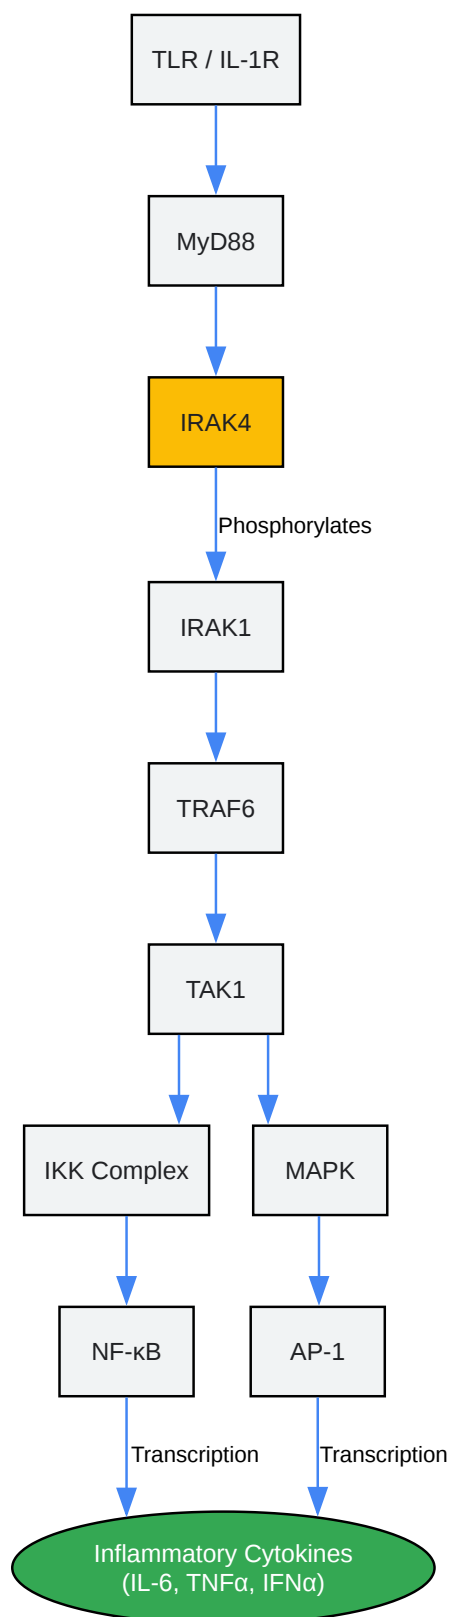 TLR / IL-1R
MyD88
IRAK4
Phosphorylates
IRAK1
TRAF6
TAK1
IKK Complex
MAPK
NF-κB
AP-1
Transcription
Transcription
Inflammatory Cytokines
(IL-6, TNFα, IFNα)